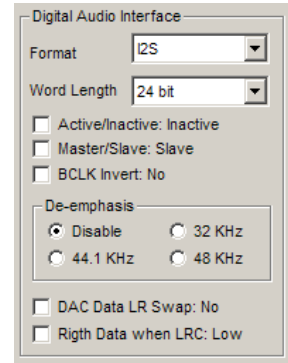 Digital Audio Interface
Format I2S
Word Length 24 bit
Active/Inactive: Inactive
Master/Slave: Slave
BCLK Invert: No
De-emphasis
Disable 32 KHz
44.1 KHz 48 KHz
DAC Data LR Swap: No
Rigth Data when LRC: Low